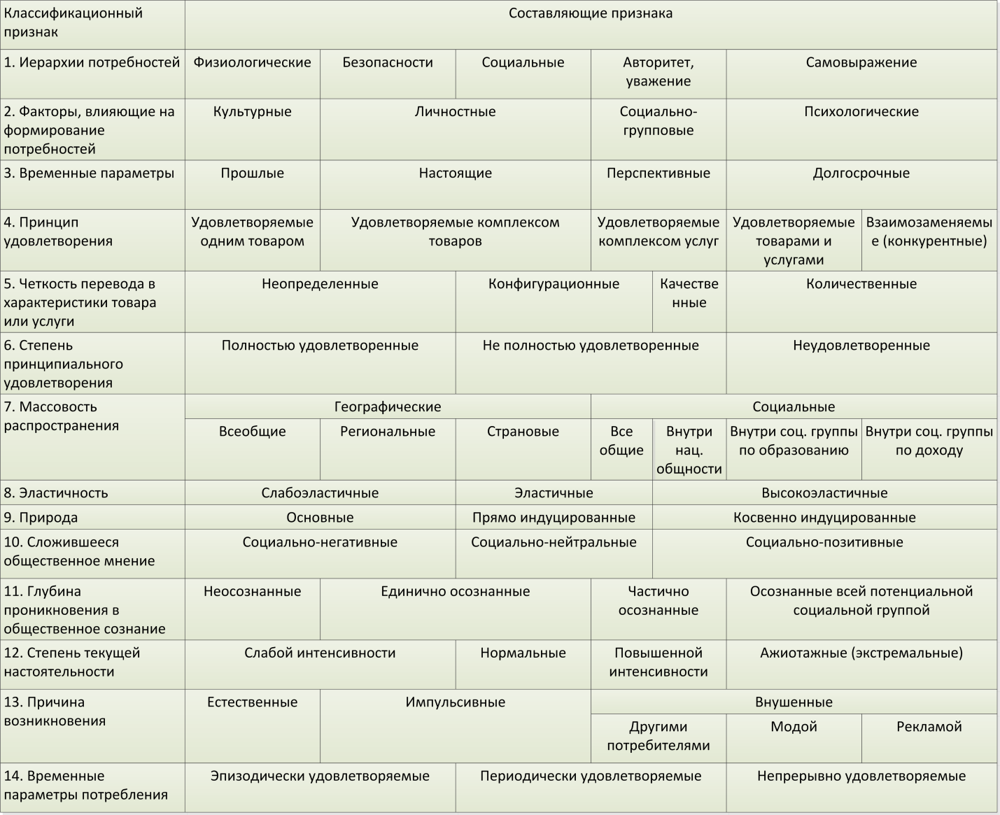 Классификационный
признак
Составляющие признака
1. Иерархии потребностей
Физиологические
Безопасности
Социальные
Авторитет,
уважение
Самовыражение
2. Факторы, влияющие на
формирование
потребностей
Культурные
Личностные
Социально-
групповые
Психологические
3. Временные параметры
Прошлые
Настоящие
Перспективные
Долгосрочные
4. Принцип
удовлетворения
Удовлетворяемые
одним товаром
Удовлетворяемые комплексом
товаров
Удовлетворяемые
комплексом услуг
Удовлетворяемые
товарами и
услугами
Взаимозаменяемы
е (конкурентные)
5. Четкость перевода в
характеристики товара
или услуги
Неопределенные
Конфигурационные
Качестве
нные
Количественные
6. Степень
принципиального
удовлетворения
Полностью удовлетворенные
Не полностью удовлетворенные
Неудовлетворенные
7. Массовость
распространения
Географические
Социальные
Всеобщие
Региональные
Страновые
Все
общие
Внутри
нац.
общности
Внутри соц. группы
по образованию
Внутри соц. группы
по доходу
8. Эластичность
Слабоэластичные
Эластичные
Высокоэластичные
9. Природа
Основные
Прямо индуцированные
Косвенно индуцированные
10. Сложившееся
общественное мнение
Социально-негативные
Социально-нейтральные
Социально-позитивные
11. Глубина
проникновения в
общественное сознание
Неосознанные
Единично осознанные
Частично
осознанные
Осознанные всей потенциальной
социальной группой
12. Степень текущей
настоятельности
Слабой интенсивности
Нормальные
Повышенной
интенсивности
Ажиотажные (экстремальные)
13. Причина
возникновения
Естественные
Импульсивные
Внушенные
Другими
потребителями
Модой
Рекламой
14. Временные
параметры потребления
Эпизодически удовлетворяемые
Периодически удовлетворяемые
Непрерывно удовлетворяемые